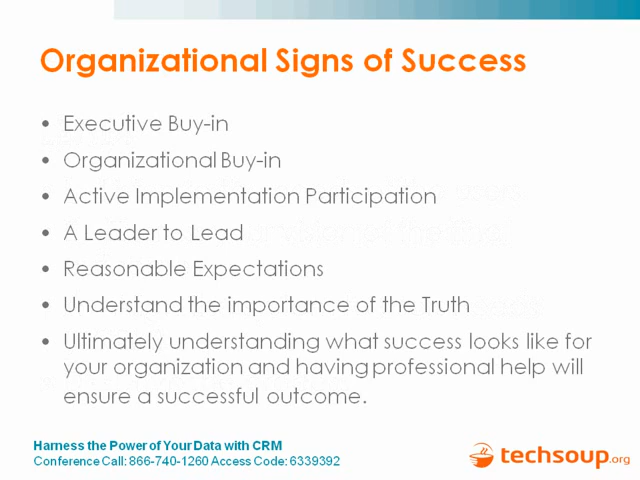 Organizational Signs of Success
• Executive Buy-in
• Organizational Buy-in
• Active Implementation Participation
• A Leader to Lead
• Reasonable Expectations
• Understand the importance of the Truth
• Ultimately understanding what success looks like for
your organization and having professional help will
ensure a successful outcome.
Harness the Power of Your Data with CRM
Conference Call: 866-740-1260 Access Code: 6339392
techsoup.org